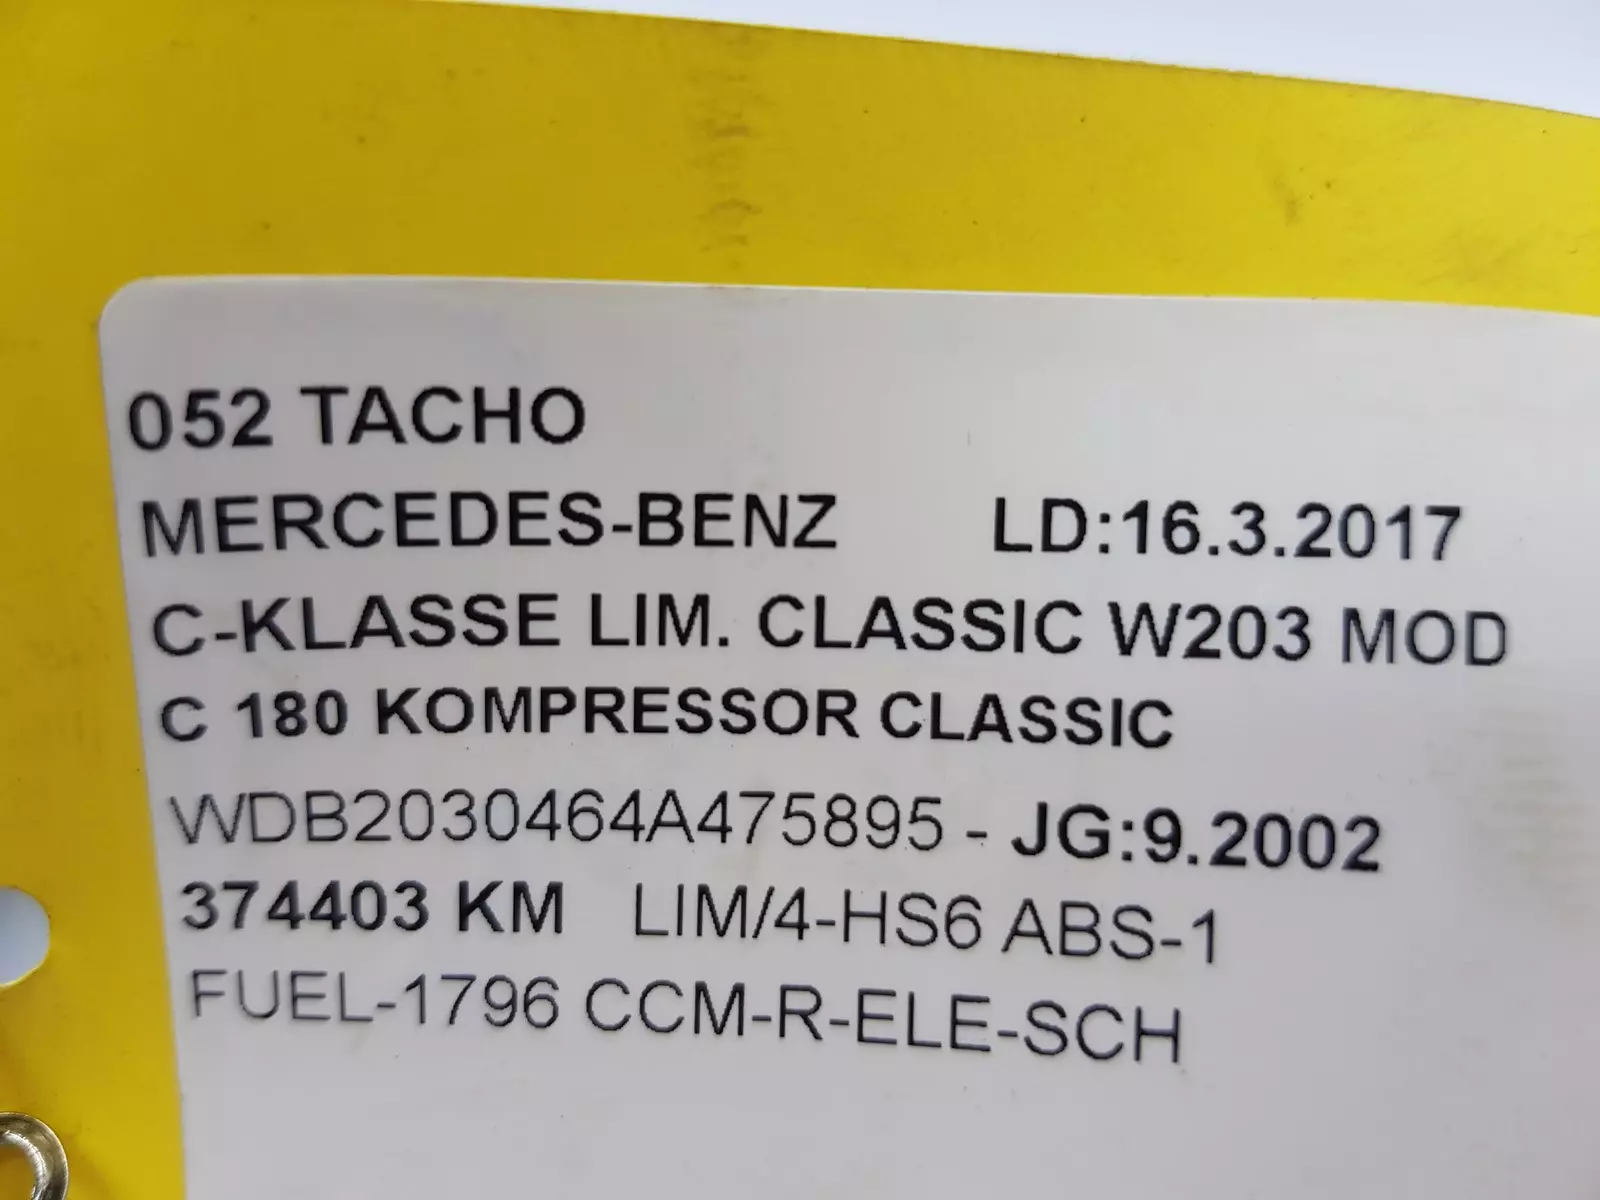 052 TACHO
MERCEDES-BENZ LD:16.3.2017
C-KLASSE LIM. CLASSIC W203 MOD
C 180 KOMPRESSOR CLASSIC
WDB2030464A475895 - JG:9.2002
374403 KM LIM/4-HS6 ABS-1
FUEL-1796 CCM-R-ELE-SCH